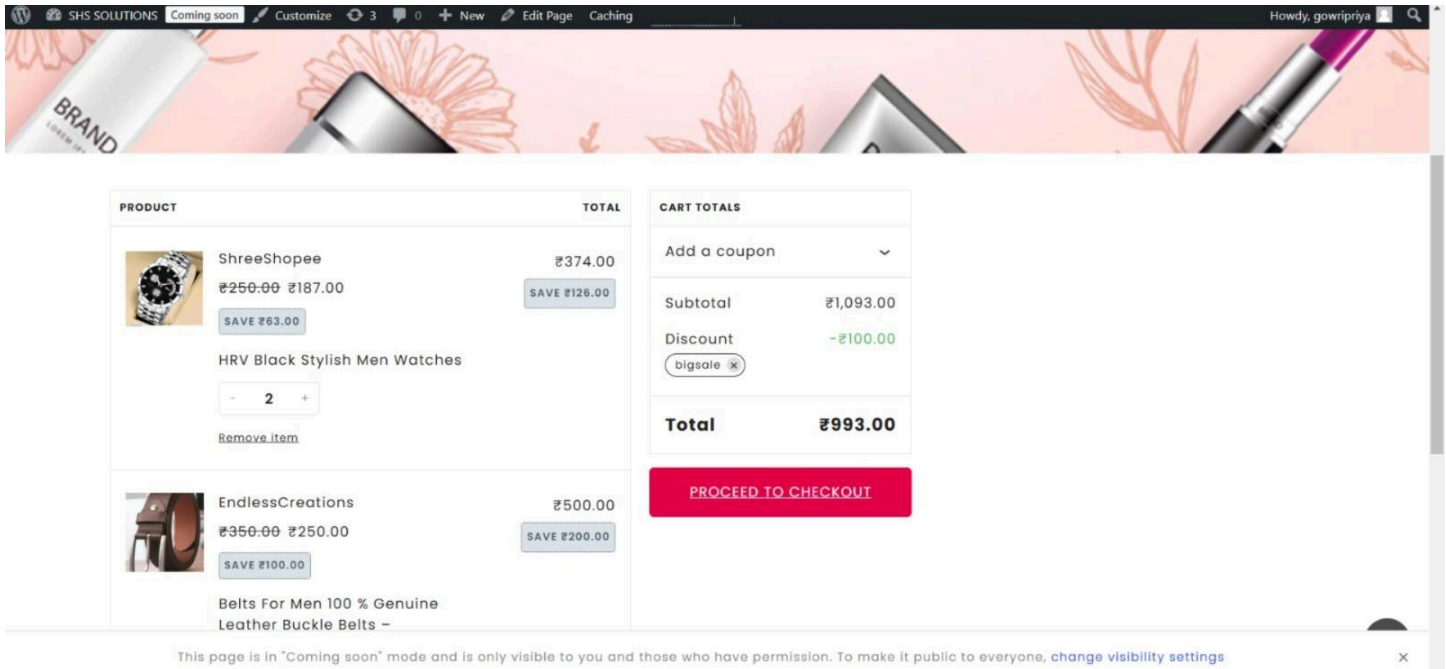 SHS SOLUTIONS Coming soon Customize 3 0 + New Edit Page Caching Howdy, gowripriya
BRAND
PRODUCT TOTAL
ShreeShopee ₹374.00
₹250.00 ₹187.00 SAVE ₹126.00
SAVE ₹63.00
HRV Black Stylish Men Watches
- 2 +
Remove item
EndlessCreations ₹500.00
₹350.00 ₹250.00 SAVE ₹200.00
SAVE ₹100.00
Belts For Men 100 % Genuine
Leather Buckle Belts –
CART TOTALS
Add a coupon
Subtotal ₹1,093.00
Discount -₹100.00
bigsale ×
Total ₹993.00
PROCEED TO CHECKOUT
This page is in "Coming soon" mode and is only visible to you and those who have permission. To make it public to everyone, change visibility settings ×